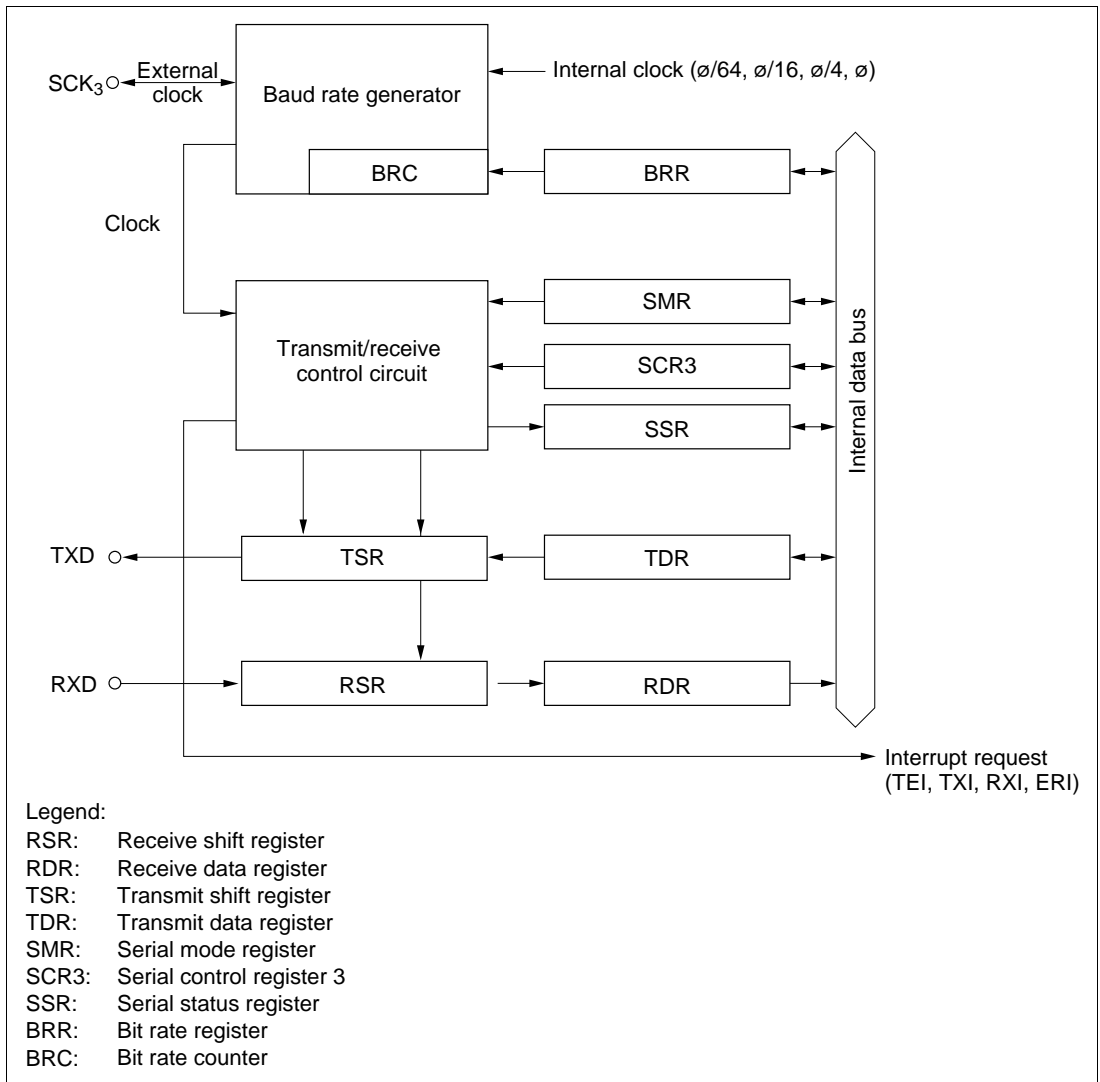 SCK3
External
clock
Baud rate generator
Internal clock (ø/64, ø/16, ø/4, ø)
BRC
BRR
Clock
Transmit/receive
control circuit
SMR
SCR3
SSR
Internal data bus
TXD
TSR
TDR
RXD
RSR
RDR
Interrupt request
(TEI, TXI, RXI, ERI)
Legend:
RSR: Receive shift register
RDR: Receive data register
TSR: Transmit shift register
TDR: Transmit data register
SMR: Serial mode register
SCR3: Serial control register 3
SSR: Serial status register
BRR: Bit rate register
BRC: Bit rate counter